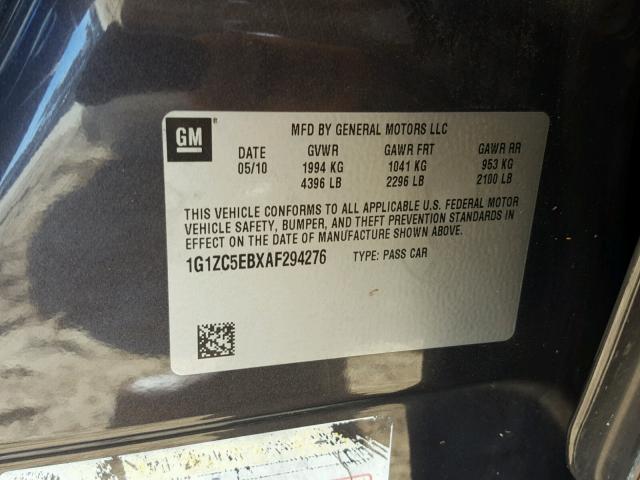 GM ®
MFD BY GENERAL MOTORS LLC
DATE GVWR GAWR FRT GAWR RR
05/10 1994 KG 1041 KG 953 KG
4396 LB 2296 LB 2100 LB
THIS VEHICLE CONFORMS TO ALL APPLICABLE U.S. FEDERAL MOTOR
VEHICLE SAFETY, BUMPER, AND THEFT PREVENTION STANDARDS IN
EFFECT ON THE DATE OF MANUFACTURE SHOWN ABOVE.
1G1ZC5EBXAF294276 TYPE: PASS CAR